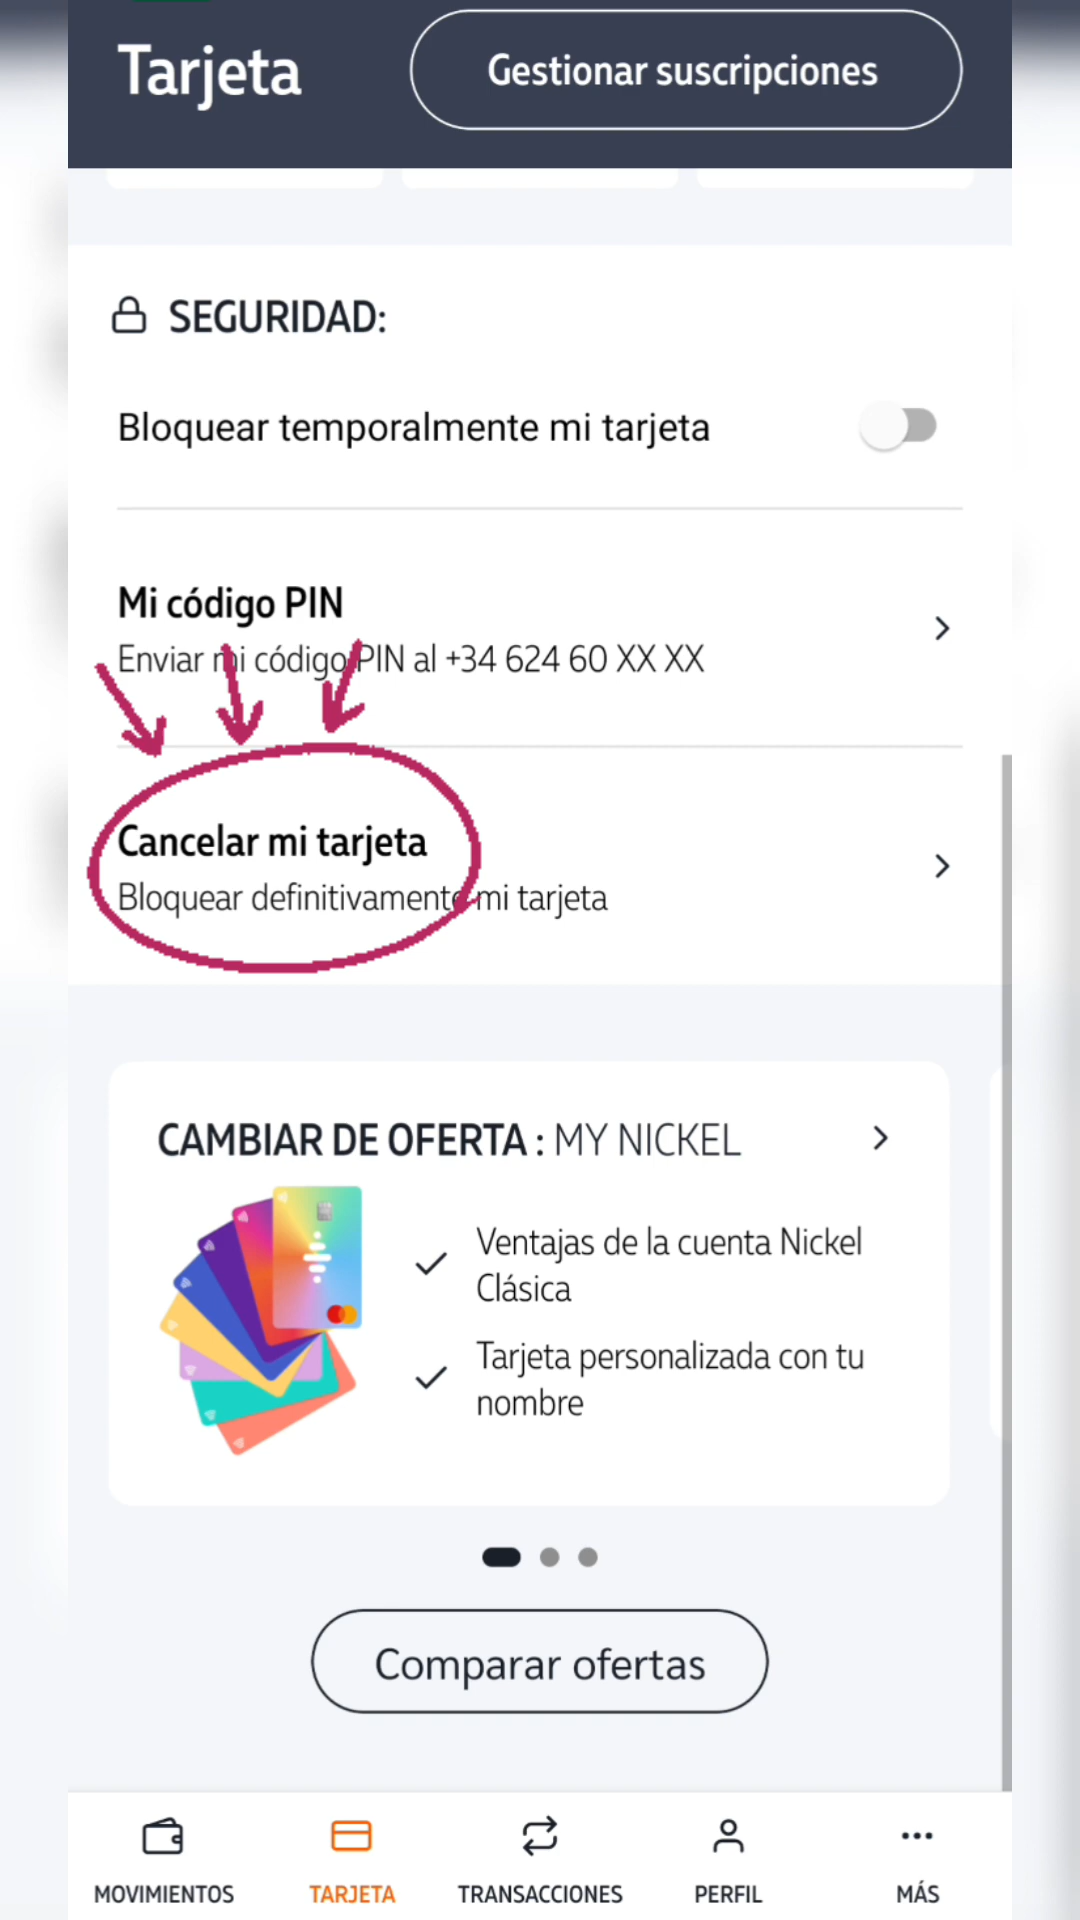 Tarjeta
Gestionar suscripciones
SEGURIDAD:
Bloquear temporalmente mi tarjeta
Mi código PIN
Enviar mi código PIN al +34 624 60 XX XX
Cancelar mi tarjeta
Bloquear definitivamente mi tarjeta
CAMBIAR DE OFERTA : MY NICKEL
Ventajas de la cuenta Nickel
Clásica
Tarjeta personalizada con tu
nombre
Comparar ofertas
MOVIMIENTOS
TARJETA
TRANSACCIONES
PERFIL
MÁS